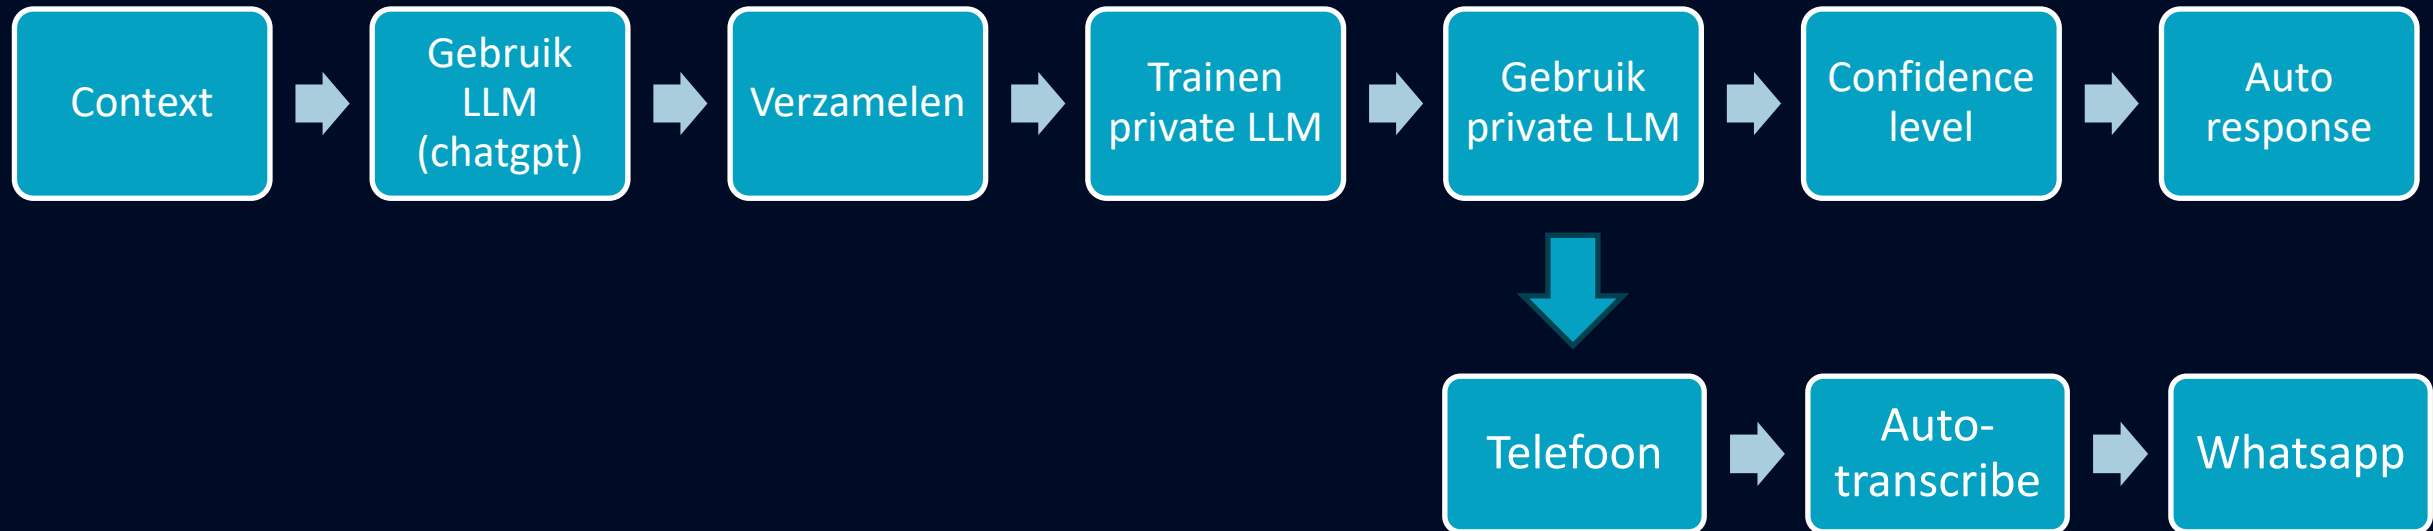 Context
Gebruik
LLM
(chatgpt)
Verzamelen
Trainen
private LLM
Gebruik
private LLM
Confidence
level
Auto
response
Telefoon
Auto-
transcribe
Whatsapp